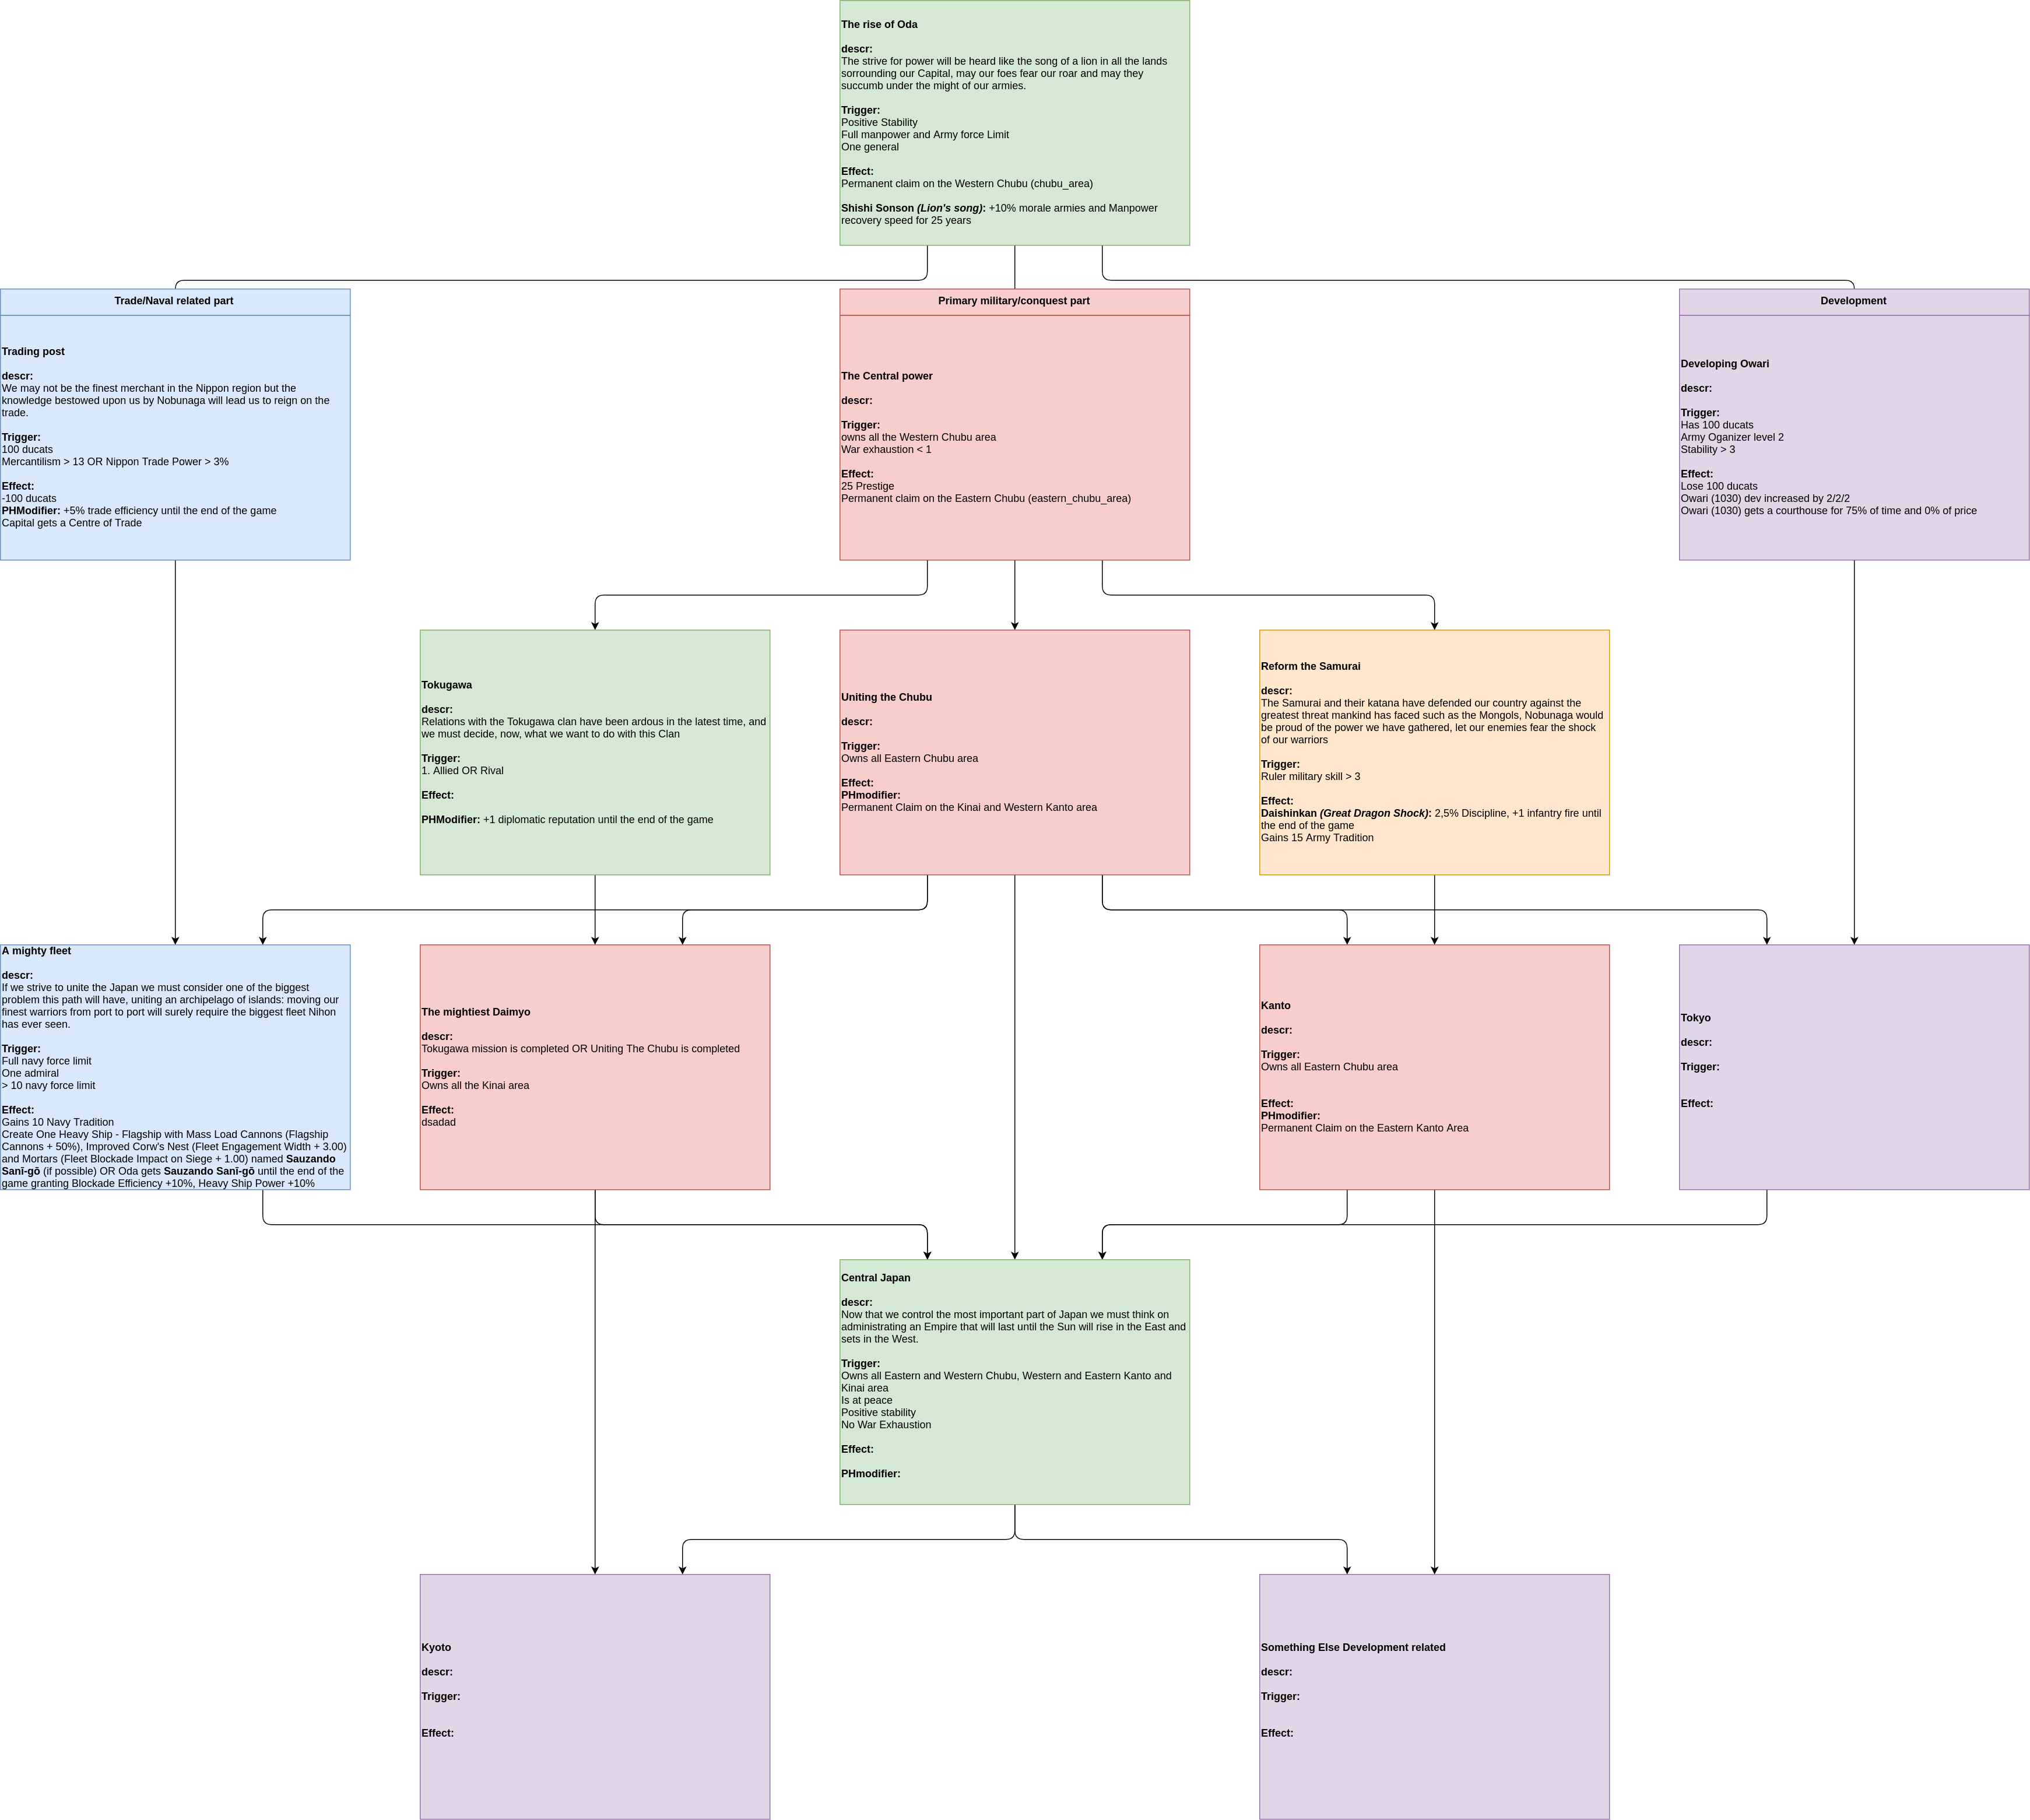 The rise of Oda
descr:
The strive for power will be heard like the song of a lion in all the lands
sorrounding our Capital, may our foes fear our roar and may they
succumb under the might of our armies.
Trigger:
Positive Stability
Full manpower and Army force Limit
One general
Effect:
Permanent claim on the Western Chubu (chubu_area)
Shishi Sonson (Lion's song): +10% morale armies and Manpower
recovery speed for 25 years
Trade/Naval related part
Trading post
descr:
We may not be the finest merchant in the Nippon region but the
knowledge bestowed upon us by Nobunaga will lead us to reign on the
trade.
Trigger:
100 ducats
Mercantilism > 13 OR Nippon Trade Power > 3%
Effect:
-100 ducats
PHModifier: +5% trade efficiency until the end of the game
Capital gets a Centre of Trade
Primary military/conquest part
The Central power
descr:
Trigger:
owns all the Western Chubu area
War exhaustion < 1
Effect:
25 Prestige
Permanent claim on the Eastern Chubu (eastern_chubu_area)
Development
Developing Owari
descr:
Trigger:
Has 100 ducats
Army Oganizer level 2
Stability > 3
Effect:
Lose 100 ducats
Owari (1030) dev increased by 2/2/2
Owari (1030) gets a courthouse for 75% of time and 0% of price
Tokugawa
descr:
Relations with the Tokugawa clan have been ardous in the latest time, and
we must decide, now, what we want to do with this Clan
Trigger:
1. Allied OR Rival
Effect:
PHModifier: +1 diplomatic reputation until the end of the game
Uniting the Chubu
descr:
Trigger:
Owns all Eastern Chubu area
Effect:
PHmodifier:
Permanent Claim on the Kinai and Western Kanto area
Reform the Samurai
descr:
The Samurai and their katana have defended our country against the
greatest threat mankind has faced such as the Mongols, Nobunaga would
be proud of the power we have gathered, let our enemies fear the shock
of our warriors
Trigger:
Ruler military skill > 3
Effect:
Daishinkan (Great Dragon Shock): 2,5% Discipline, +1 infantry fire until
the end of the game
Gains 15 Army Tradition
A mighty fleet
descr:
If we strive to unite the Japan we must consider one of the biggest
problem this path will have, uniting an archipelago of islands: moving our
finest warriors from port to port will surely require the biggest fleet Nihon
has ever seen.
Trigger:
Full navy force limit
One admiral
> 10 navy force limit
Effect:
Gains 10 Navy Tradition
Create One Heavy Ship - Flagship with Mass Load Cannons (Flagship
Cannons + 50%), Improved Corw's Nest (Fleet Engagement Width + 3.00)
and Mortars (Fleet Blockade Impact on Siege + 1.00) named Sauzando
Sanī-gō (if possible) OR Oda gets Sauzando Sanī-gō until the end of the
game granting Blockade Efficiency +10%, Heavy Ship Power +10%
The mightiest Daimyo
descr:
Tokugawa mission is completed OR Uniting The Chubu is completed
Trigger:
Owns all the Kinai area
Effect:
dsadad
Kanto
descr:
Trigger:
Owns all Eastern Chubu area
Effect:
PHmodifier:
Permanent Claim on the Eastern Kanto Area
Tokyo
descr:
Trigger:
Effect:
Central Japan
descr:
Now that we control the most important part of Japan we must think on
administrating an Empire that will last until the Sun will rise in the East and
sets in the West.
Trigger:
Owns all Eastern and Western Chubu, Western and Eastern Kanto and
Kinai area
Is at peace
Positive stability
No War Exhaustion
Effect:
PHmodifier:
Kyoto
descr:
Trigger:
Effect:
Something Else Development related
descr:
Trigger:
Effect: